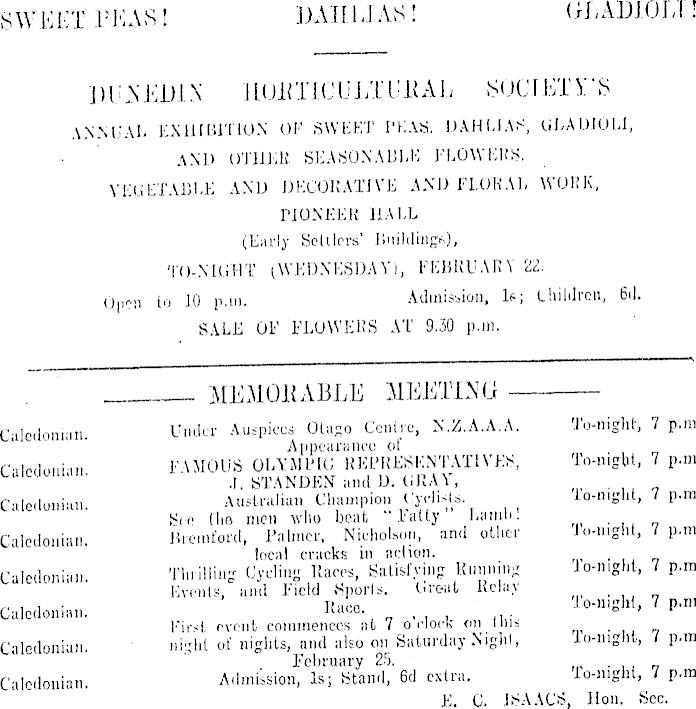 SWEET PEAS! DAHLIAS! GLADIOLI!
DUNEDIN HORTICULTURAL SOCIETY'S
ANNUAL EXHIBITION OF SWEET PEAS, DAHLIAS, GLADIOLI,
AND OTHER SEASONABLE FLOWERS.
VEGETABLE AND DECORATIVE AND FLORAL WORK,
PIONEER HALL
(Early Settlers' Buildings),
TO-NIGHT (WEDNESDAY), FEBRUARY 22.
Open to 10 p.m. Admission, 1s; Children, 6d.
SALE OF FLOWERS AT 9.30 p.m.
MEMORABLE MEETING
Caledonian. Under Auspices Otago Centre, N.Z.A.A.A. To-night, 7 p.m
Appearance of
Caledonian. FAMOUS OLYMPIC REPRESENTATIVES, To-night, 7 p.m
J. STANDEN and D. GRAY,
Caledonian. Australian Champion Cyclists. To-night, 7 p.m
See the men who beat "Fatty" Lamb!
Caledonian. Bremford, Palmer, Nicholson, and other To-night, 7 p.m
local cracks in action.
Caledonian. Thrilling Cycling Races, Satisfying Running To-night, 7 p.m
Events, and Field Sports. Great Relay
Caledonian. Race. To-night, 7 p.m
First event commences at 7 o'clock on this
Caledonian. night of nights, and also on Saturday Night, To-night, 7 p.m
February 25.
Caledonian. Admission, 1s; Stand, 6d extra. To-night, 7 p.m
E. C. ISAACS, Hon. Sec.